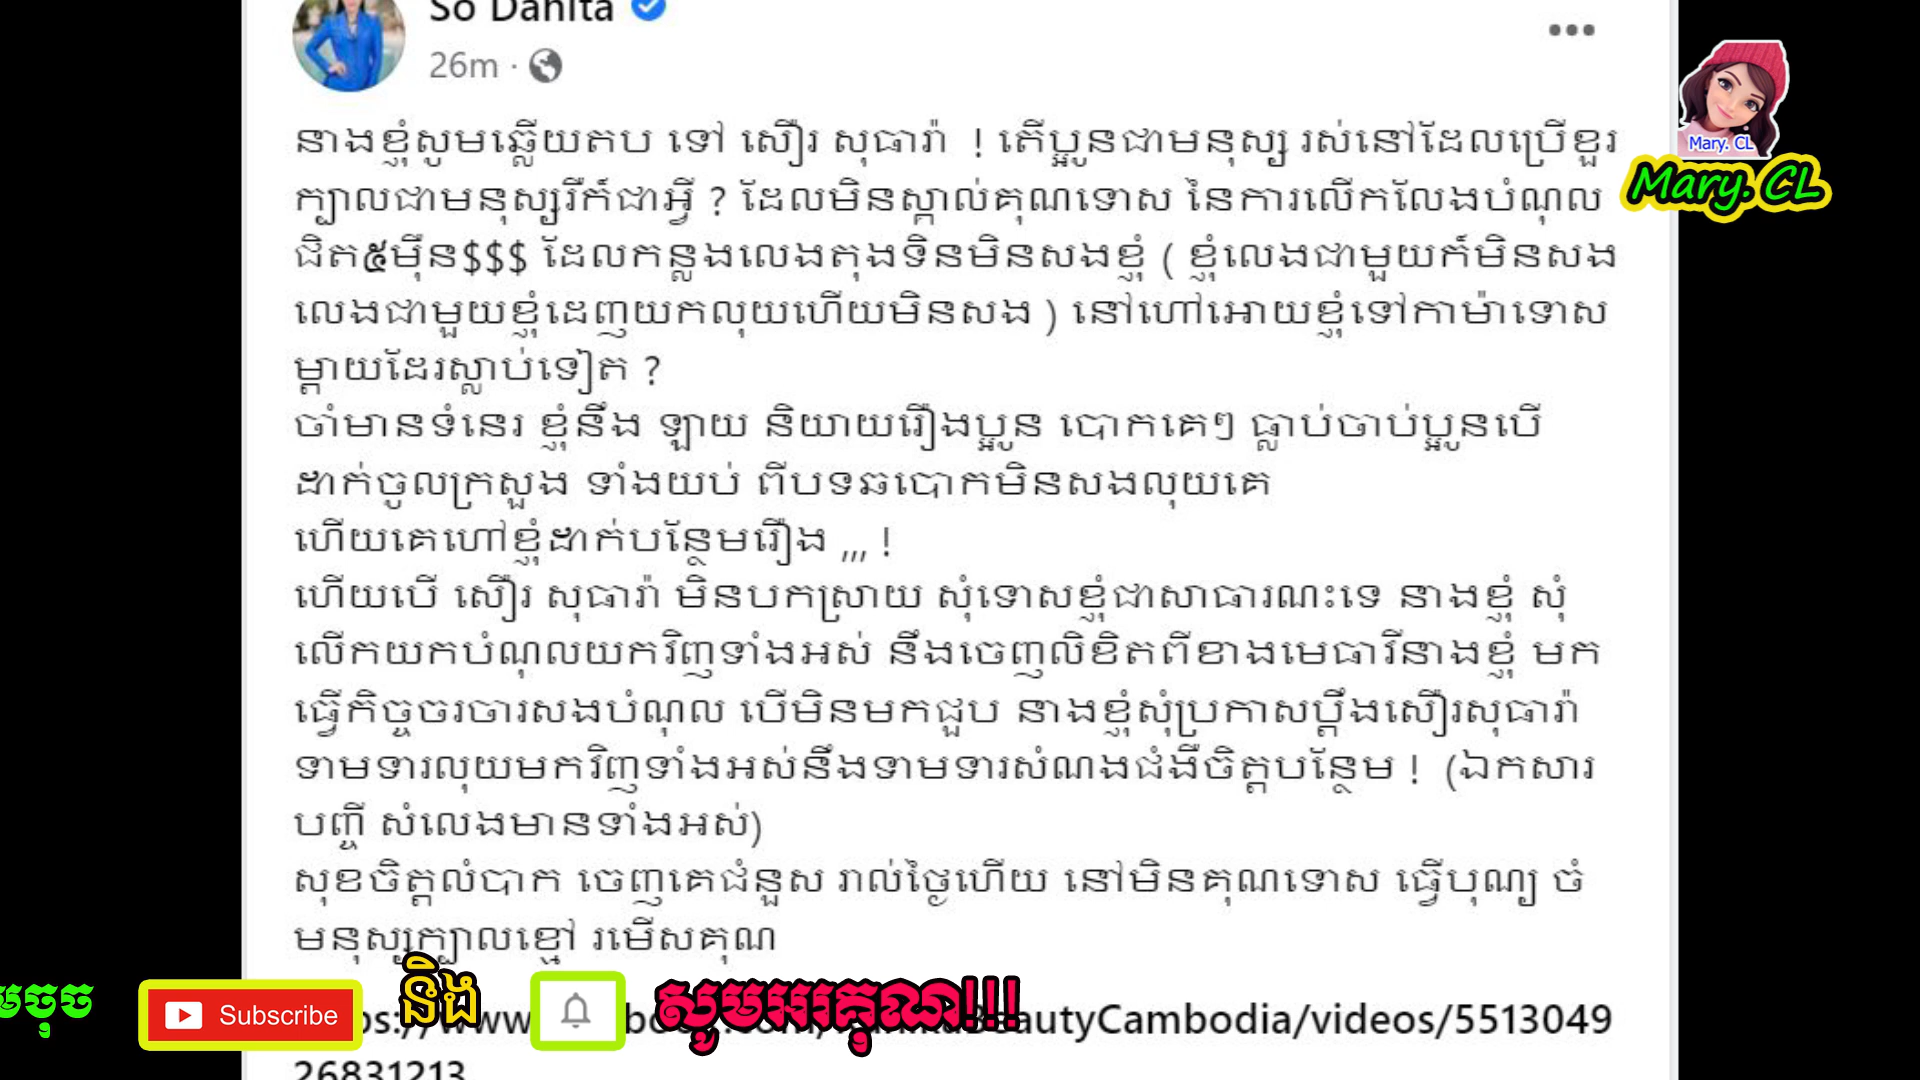 So Danita
26m ·
នាងខ្ញុំសូមឆ្លើយតប ទៅ សឿរ សុធារ៉ា ! តើប្អូនជាមនុស្ស រស់នៅដែលប្រើខួរ
ក្បាលជាមនុស្សរឺក៍ជាអ្វី ? ដែលមិនស្គាល់គុណទោស នៃការលើកលែងបំណុល
ជិត៥ម៉ឺន$$$ ដែលកន្លងលេងតុងទិនមិនសងខ្ញុំ ( ខ្ញុំលេងជាមួយក៍មិនសង
លេងជាមួយខ្ញុំដេញយកលុយហើយមិនសង ) នៅហៅអោយខ្ញុំទៅកាម៉ាទោស
ម្តាយដែរស្លាប់ទៀត ?
ចាំមានទំនេរ ខ្ញុំនឹង ឡាយ និយាយរឿងប្អូន បោកគេៗ ធ្លាប់ចាប់ប្អូនបើ
ដាក់ចូលក្រសួង ទាំងយប់ ពីបទឆបោកមិនសងលុយគេ
ហើយគេហៅខ្ញុំដាក់បន្ថែមរឿង ,,, !
ហើយបើ សឿរ សុធារ៉ា មិនបកស្រាយ សុំទោសខ្ញុំជាសាធារណះទេ នាងខ្ញុំ សុំ
លើកយកបំណុលយកវិញទាំងអស់ នឹងចេញលិខិតពីខាងមេធាវីនាងខ្ញុំ មក
ធ្វើកិច្ចចរចារសងបំណុល បើមិនមកជួប នាងខ្ញុំសុំប្រកាសប្តឹងសឿរសុធារ៉ា
ទាមទារលុយមកវិញទាំងអស់នឹងទាមទារសំណងជំងឺចិត្តបន្ថែម ! (ឯកសារ
បញ្ជី សំលេងមានទាំងអស់)
សុខចិត្តលំបាក ចេញគេជំនួស រាល់ថ្ងៃហើយ នៅមិនគុណទោស ធ្វើបុណ្យ ចំ
មនុស្សក្បាលខ្មៅ រមើសគុណ
autyCambodia/videos/5513049
26831213
Mary. CL
Mary. CL
មចុច
Subscribe
និង
សូមអរគុណ!!!